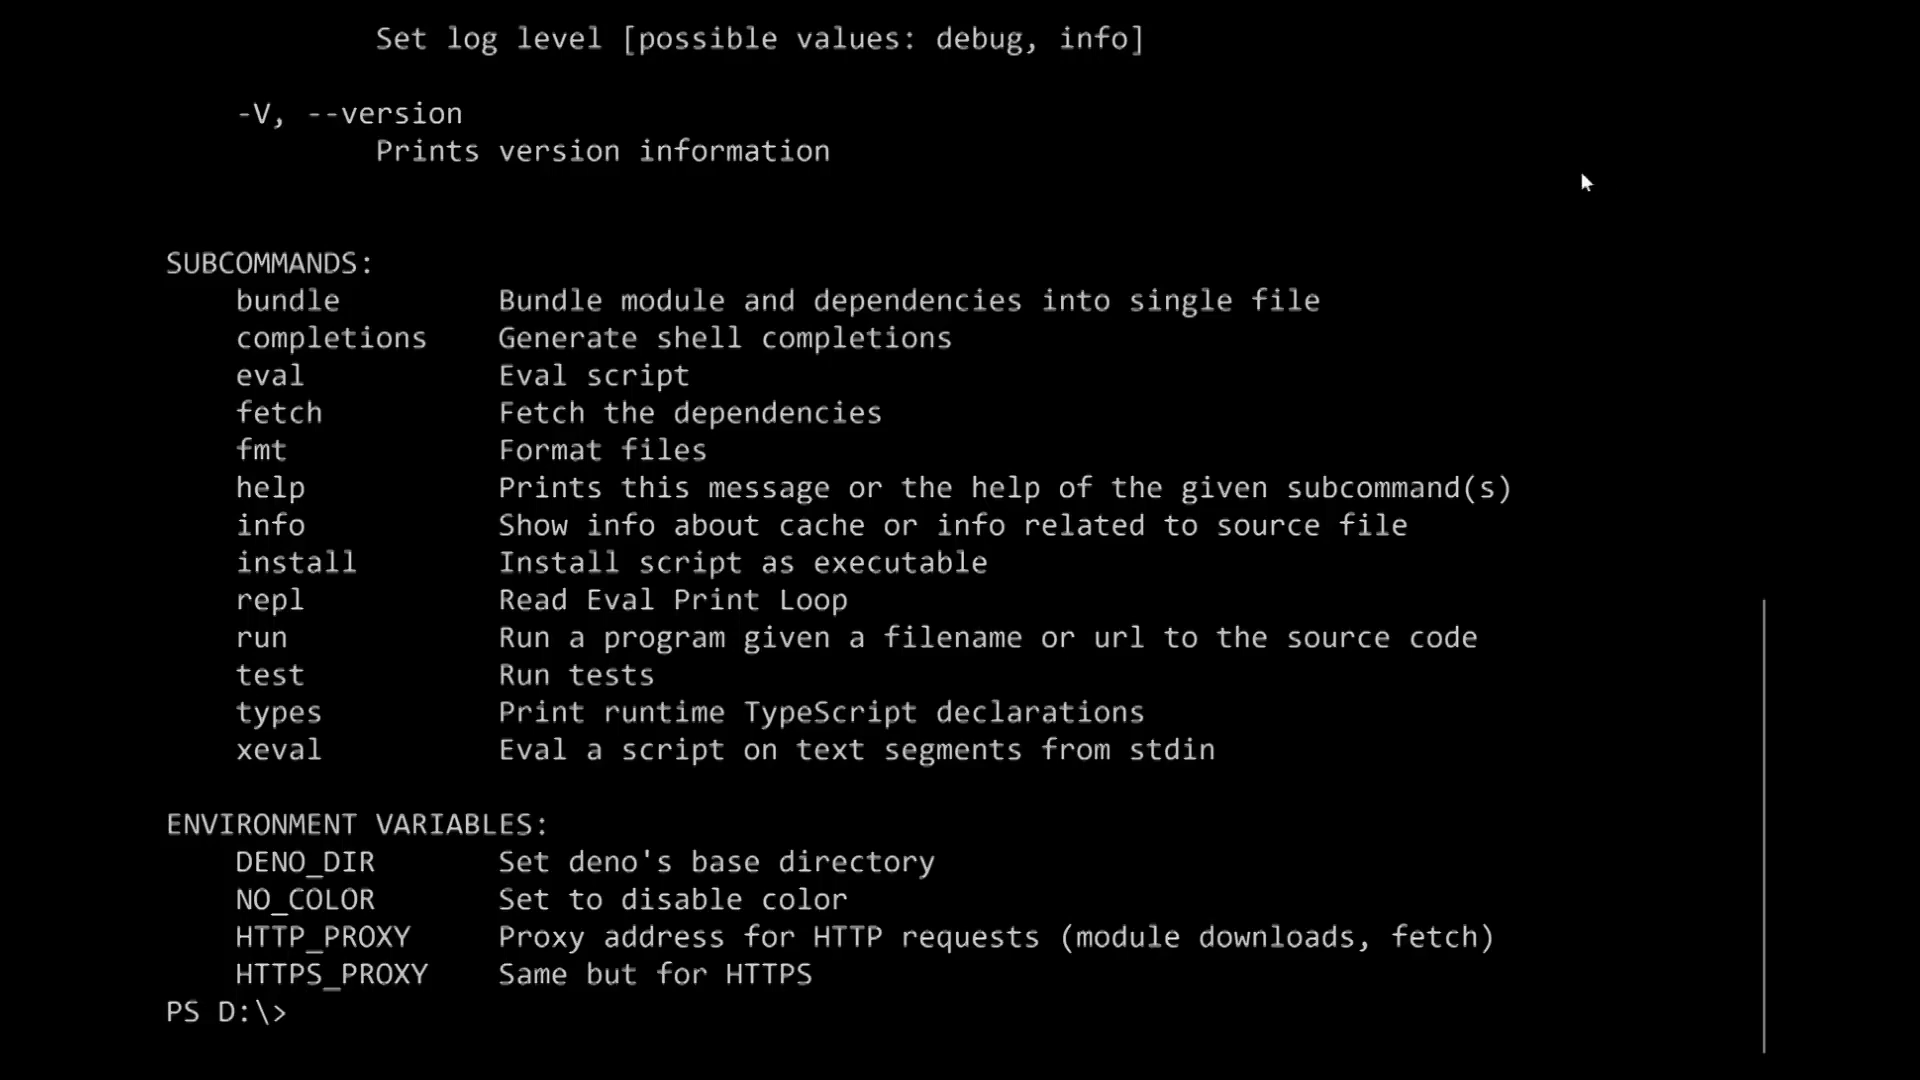 Set log level [possible values: debug, info]
-V, --version
Prints version information
SUBCOMMANDS:
bundle Bundle module and dependencies into single file
completions Generate shell completions
eval Eval script
fetch Fetch the dependencies
fmt Format files
help Prints this message or the help of the given subcommand(s)
info Show info about cache or info related to source file
install Install script as executable
repl Read Eval Print Loop
run Run a program given a filename or url to the source code
test Run tests
types Print runtime TypeScript declarations
xeval Eval a script on text segments from stdin
ENVIRONMENT VARIABLES:
DENO_DIR Set deno's base directory
NO_COLOR Set to disable color
HTTP_PROXY Proxy address for HTTP requests (module downloads, fetch)
HTTPS_PROXY Same but for HTTPS
PS D:\>